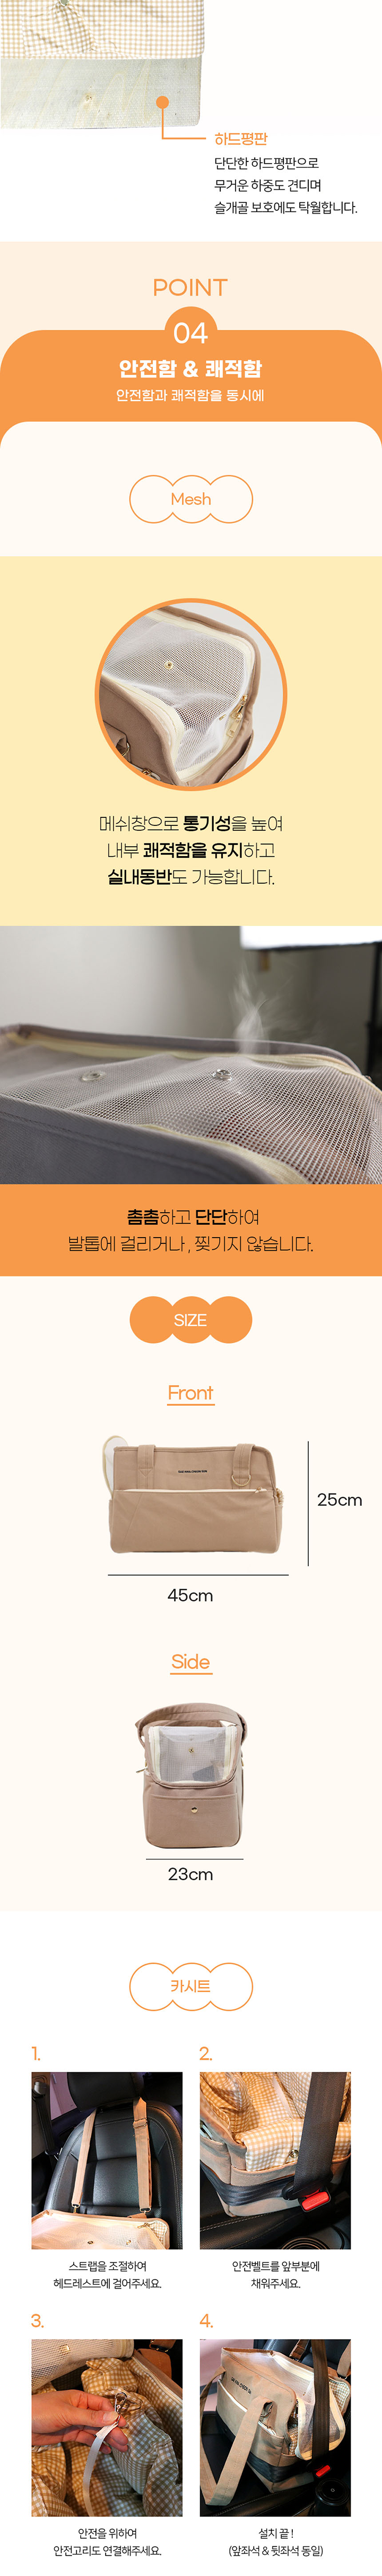 하드평판
단단한 하드평판으로
무거운 하중도 견디며
슬개골 보호에도 탁월합니다.
POINT
04
안전함 & 쾌적함
안전함과 쾌적함을 동시에
Mesh
메쉬창으로 통기성을 높여
내부 쾌적함을 유지하고
실내동반도 가능합니다.
촘촘하고 단단하여
발톱에 걸리거나 , 찢기지 않습니다.
SIZE
Front
25cm
45cm
Side
23cm
카시트
1.
스트랩을 조절하여
헤드레스트에 걸어주세요.
2.
안전벨트를 앞부분에
채워주세요.
3.
안전을 위하여
안전고리도 연결해주세요.
4.
설치 끝 !
(앞좌석 & 뒷좌석 동일)